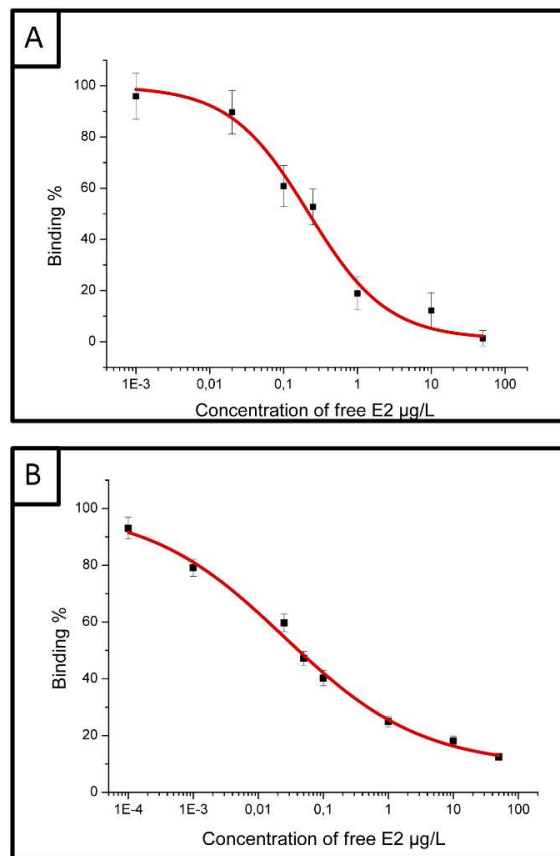 A
100
80
60
40
20
0
Binding %
1E-3 0,01 0,1 1 10 100
Concentration of free E2 µg/L
B
100
80
60
40
20
0
Binding %
1E-4 1E-3 0,01 0,1 1 10 100
Concentration of free E2 µg/L